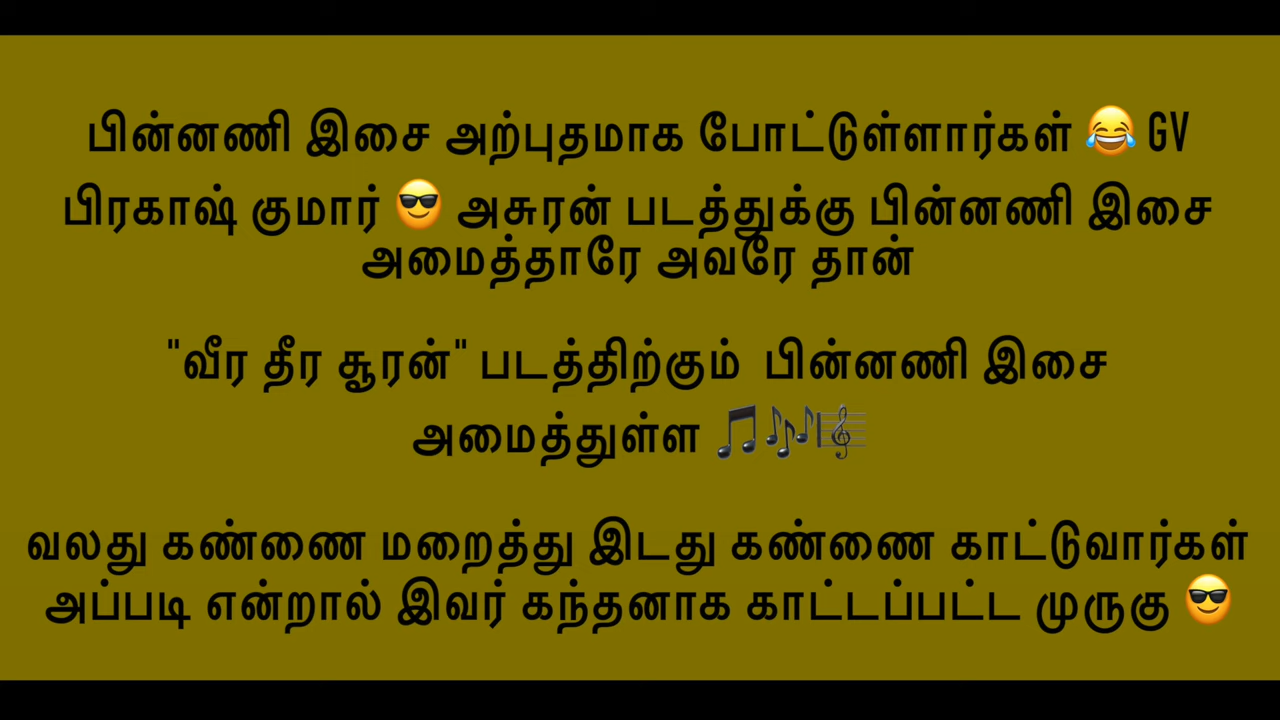 பின்னணி இசை அற்புதமாக போட்டுள்ளார்கள் 😂 GV
பிரகாஷ் குமார் 😎 அசுரன் படத்துக்கு பின்னணி இசை
அமைத்தாரே அவரே தான்
"வீர தீர சூரன்" படத்திற்கும் பின்னணி இசை
அமைத்துள்ள 🎵🎶🎼
வலது கண்ணை மறைத்து இடது கண்ணை காட்டுவார்கள்
அப்படி என்றால் இவர் கந்தனாக காட்டப்பட்ட முருகு 😎